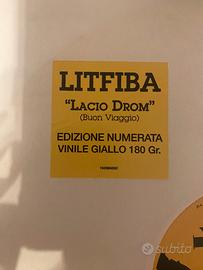 LITFIBA
"LACIO DROM"
(Buon Viaggio)
EDIZIONE NUMERATA
VINILE GIALLO 180 Gr.
subito